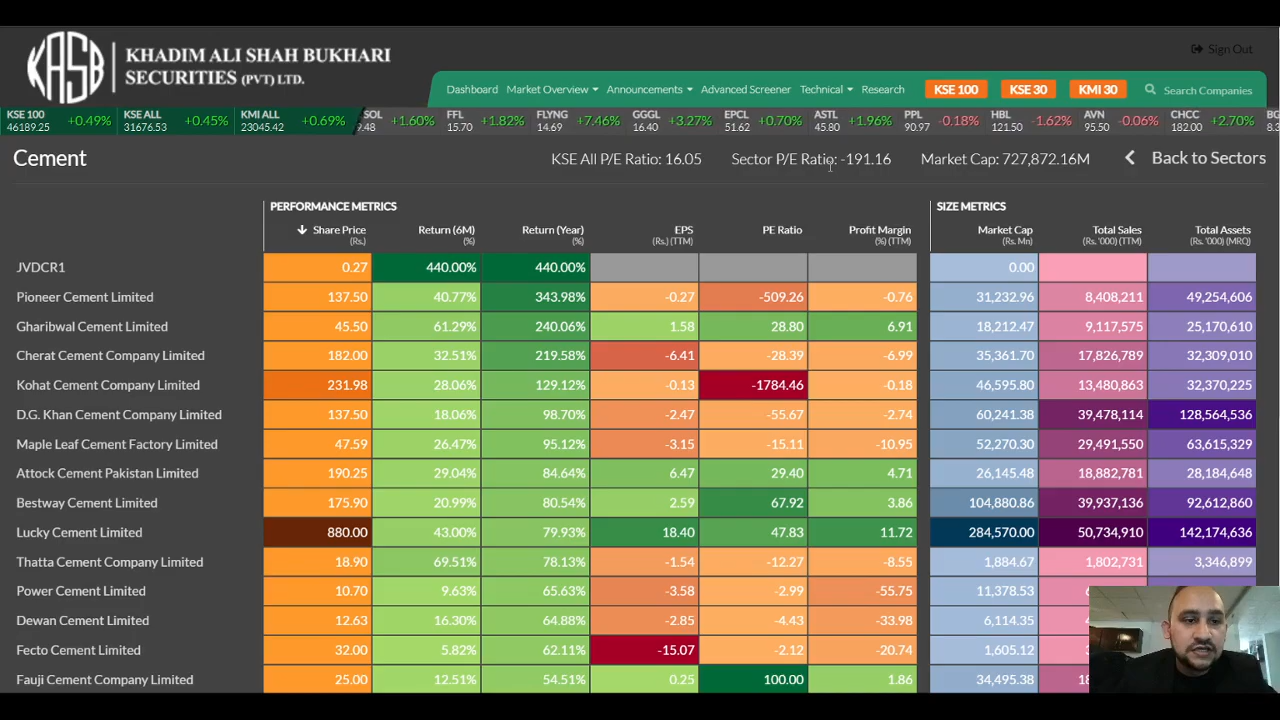 KASB
KHADIM ALI SHAH BUKHARI
SECURITIES (PVT) LTD.
Sign Out
Dashboard Market Overview Announcements Advanced Screener Technical Research KSE 100 KSE 30 KMI 30 Search Companies
KSE 100 46189.25 +0.49% KSE ALL 31676.53 +0.45% KMI ALL 23045.42 +0.69% SOL 9.48 +1.60% FFL 15.70 +1.82% FLYNG 14.69 +7.46% GGGL 16.40 +3.27% EPCL 51.62 +0.70% ASTL 45.80 +1.96% PPL 90.97 -0.18% HBL 121.50 -1.62% AVN 95.50 -0.06% CHCC 182.00 +2.70%
Cement KSE All P/E Ratio: 16.05 Sector P/E Ratio: -191.16 Market Cap: 727,872.16M Back to Sectors
PERFORMANCE METRICS SIZE METRICS
Share Price (Rs.) Return (6M) (%) Return (Year) (%) EPS (Rs.) (TTM) PE Ratio Profit Margin (%) (TTM) Market Cap (Rs. Mn) Total Sales (Rs. '000) (TTM) Total Assets (Rs. '000) (MRQ)
JVDCR1 0.27 440.00% 440.00% 0.00
Pioneer Cement Limited 137.50 40.77% 343.98% -0.27 -509.26 -0.76 31,232.96 8,408,211 49,254,606
Gharibwal Cement Limited 45.50 61.29% 240.06% 1.58 28.80 6.91 18,212.47 9,117,575 25,170,610
Cherat Cement Company Limited 182.00 32.51% 219.58% -6.41 -28.39 -6.99 35,361.70 17,826,789 32,309,010
Kohat Cement Company Limited 231.98 28.06% 129.12% -0.13 -1784.46 -0.18 46,595.80 13,480,863 32,370,225
D.G. Khan Cement Company Limited 137.50 18.06% 98.70% -2.47 -55.67 -2.74 60,241.38 39,478,114 128,564,536
Maple Leaf Cement Factory Limited 47.59 26.47% 95.12% -3.15 -15.11 -10.95 52,270.30 29,491,550 63,615,329
Attock Cement Pakistan Limited 190.25 29.04% 84.64% 6.47 29.40 4.71 26,145.48 18,882,781 28,184,648
Bestway Cement Limited 175.90 20.99% 80.54% 2.59 67.92 3.86 104,880.86 39,937,136 92,612,860
Lucky Cement Limited 880.00 43.00% 79.93% 18.40 47.83 11.72 284,570.00 50,734,910 142,174,636
Thatta Cement Company Limited 18.90 69.51% 78.13% -1.54 -12.27 -8.55 1,884.67 1,802,731 3,346,899
Power Cement Limited 10.70 9.63% 65.63% -3.58 -2.99 -55.75 11,378.53
Dewan Cement Limited 12.63 16.30% 64.88% -2.85 -4.43 -33.98 6,114.35
Fecto Cement Limited 32.00 5.82% 62.11% -15.07 -2.12 -20.74 1,605.12
Fauji Cement Company Limited 25.00 12.51% 54.51% 0.25 100.00 1.86 34,495.38